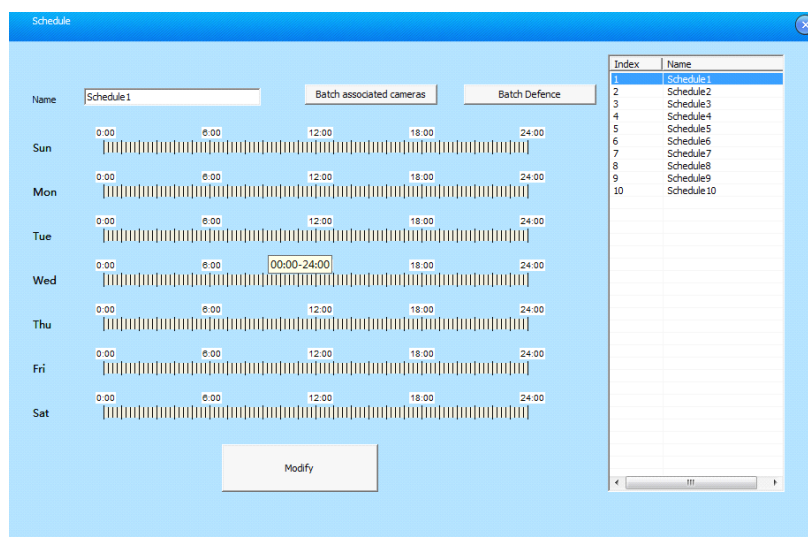 Schedule
Name Schedule1 Batch associated cameras Batch Defence
0:00 6:00 12:00 18:00 24:00
Sun
0:00 6:00 12:00 18:00 24:00
Mon
0:00 6:00 12:00 18:00 24:00
Tue
0:00 6:00 00:00-24:00 18:00 24:00
Wed
0:00 6:00 12:00 18:00 24:00
Thu
0:00 6:00 12:00 18:00 24:00
Fri
0:00 6:00 12:00 18:00 24:00
Sat
Modify
Index Name
1 Schedule1
2 Schedule2
3 Schedule3
4 Schedule4
5 Schedule5
6 Schedule6
7 Schedule7
8 Schedule8
9 Schedule9
10 Schedule10